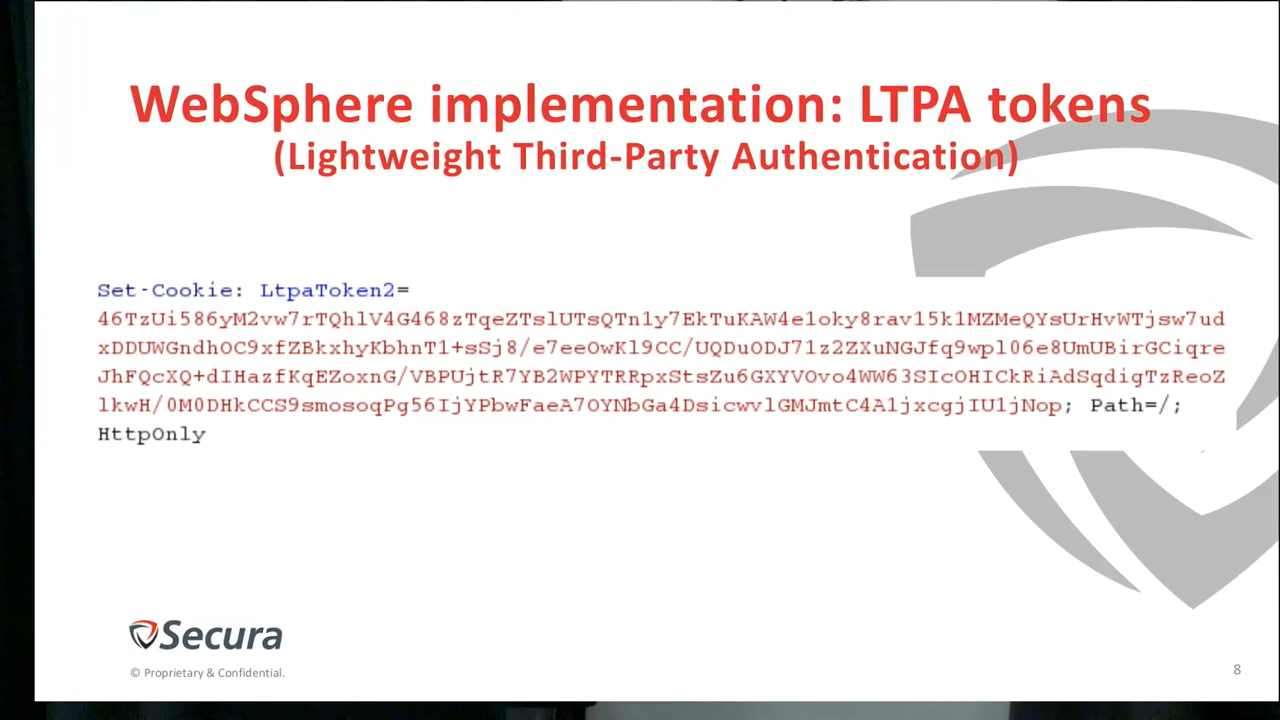 WebSphere implementation: LTPA tokens
(Lightweight Third-Party Authentication)
Set-Cookie: LtpaToken2=
46TzUi586yM2vw7rTQhlV4G468zTqeZTslUTsQTn1y7EkTuKAW4e1oky8rav15k1MZMeQYsUrHvWTjsw7ud
xDDUWGndhOC9xfZBkxhyKbhnT1+sSj8/e7eeOwKl9CC/UQDuODJ71z2ZXuNGJfq9wpl06e8UmUBirGCiqre
JhFQcXQ+dIHazfKqEZoxnG/VBPUjtR7YB2WPYTRRpxStsZu6GXYVOvo4WW63SIcOHICkRiAdSqdigTzReoZ
lkwH/0M0DHkCCS9smosoqPg56IjYPbwFaeA7OYNbGa4DsicwvlGMJmtC4A1jxcgjIU1jNop; Path=/;
HttpOnly
Secura
© Proprietary & Confidential.
8